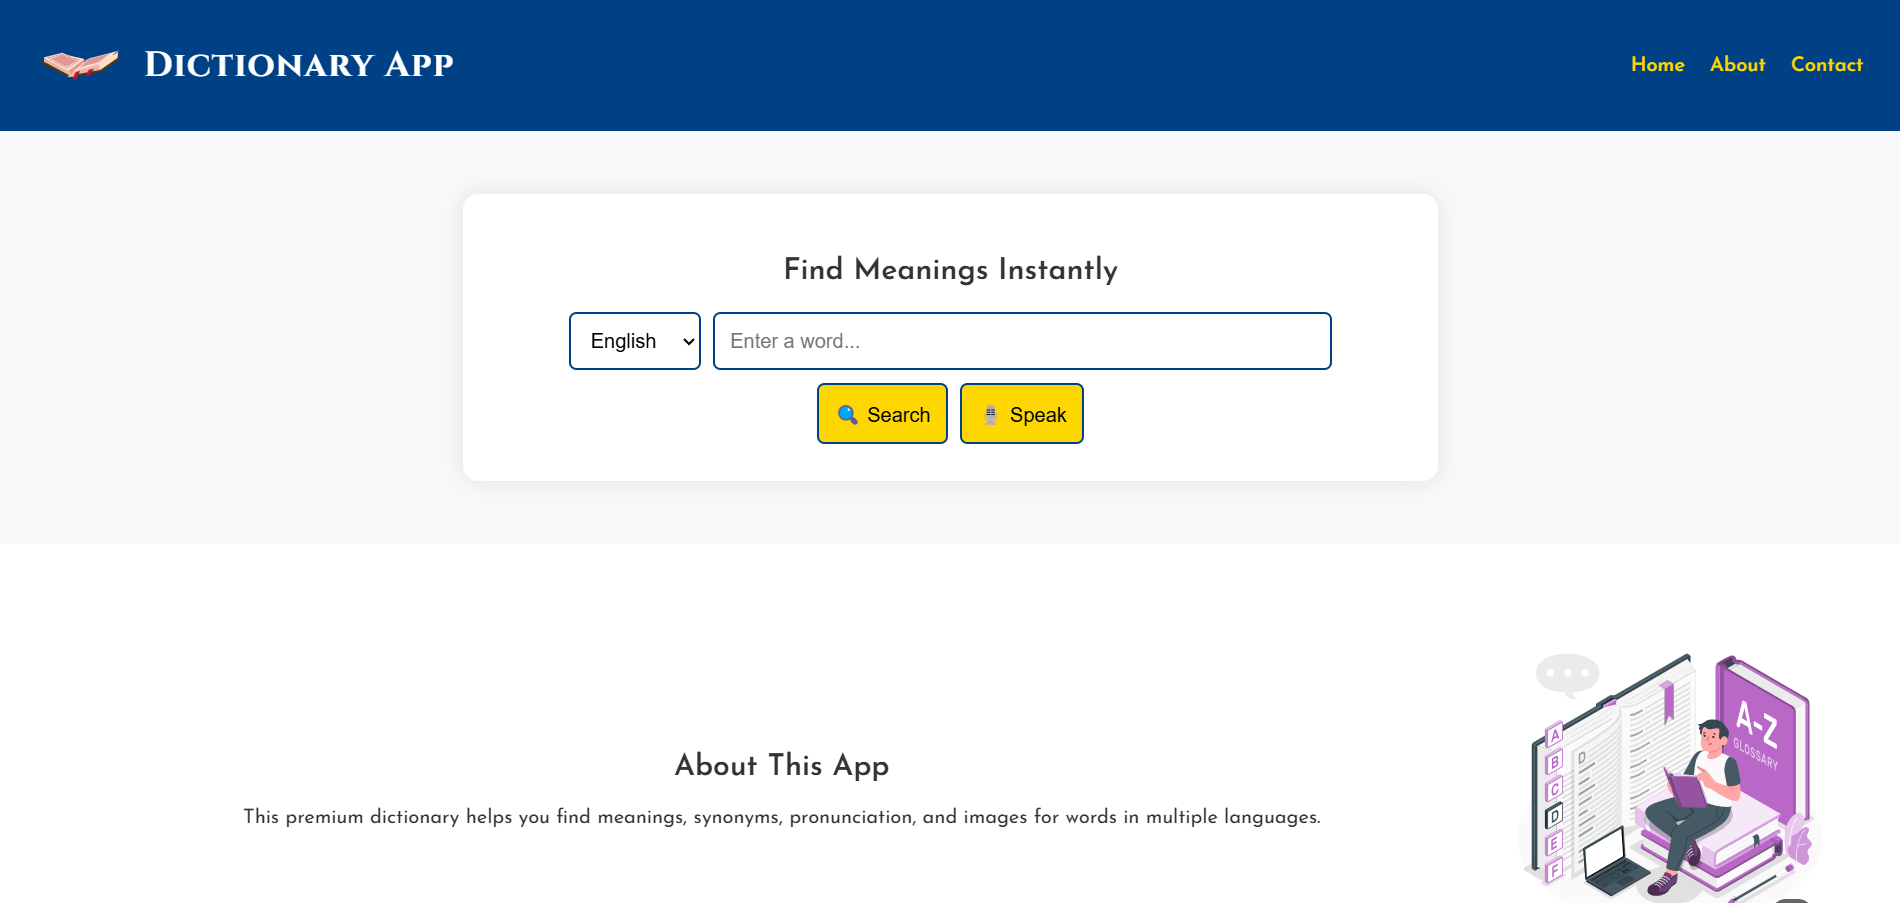 Dictionary App
Home About Contact
Find Meanings Instantly
English
Enter a word...
🔍 Search
🎙️ Speak
About This App
This premium dictionary helps you find meanings, synonyms, pronunciation, and images for words in multiple languages.
A-Z
GLOSSARY
A
B
C
D
E
F
D